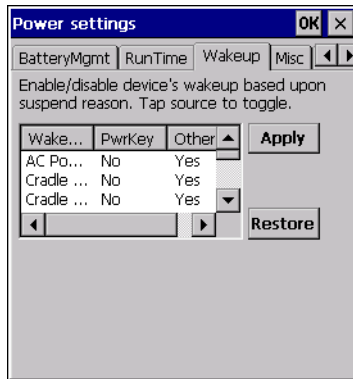 Power settings OK ×
BatteryMgmt RunTime Wakeup Misc
Enable/disable device's wakeup based upon
suspend reason. Tap source to toggle.
Wake... PwrKey Other
AC Po... No Yes
Cradle ... No Yes
Cradle ... No Yes
Apply
Restore